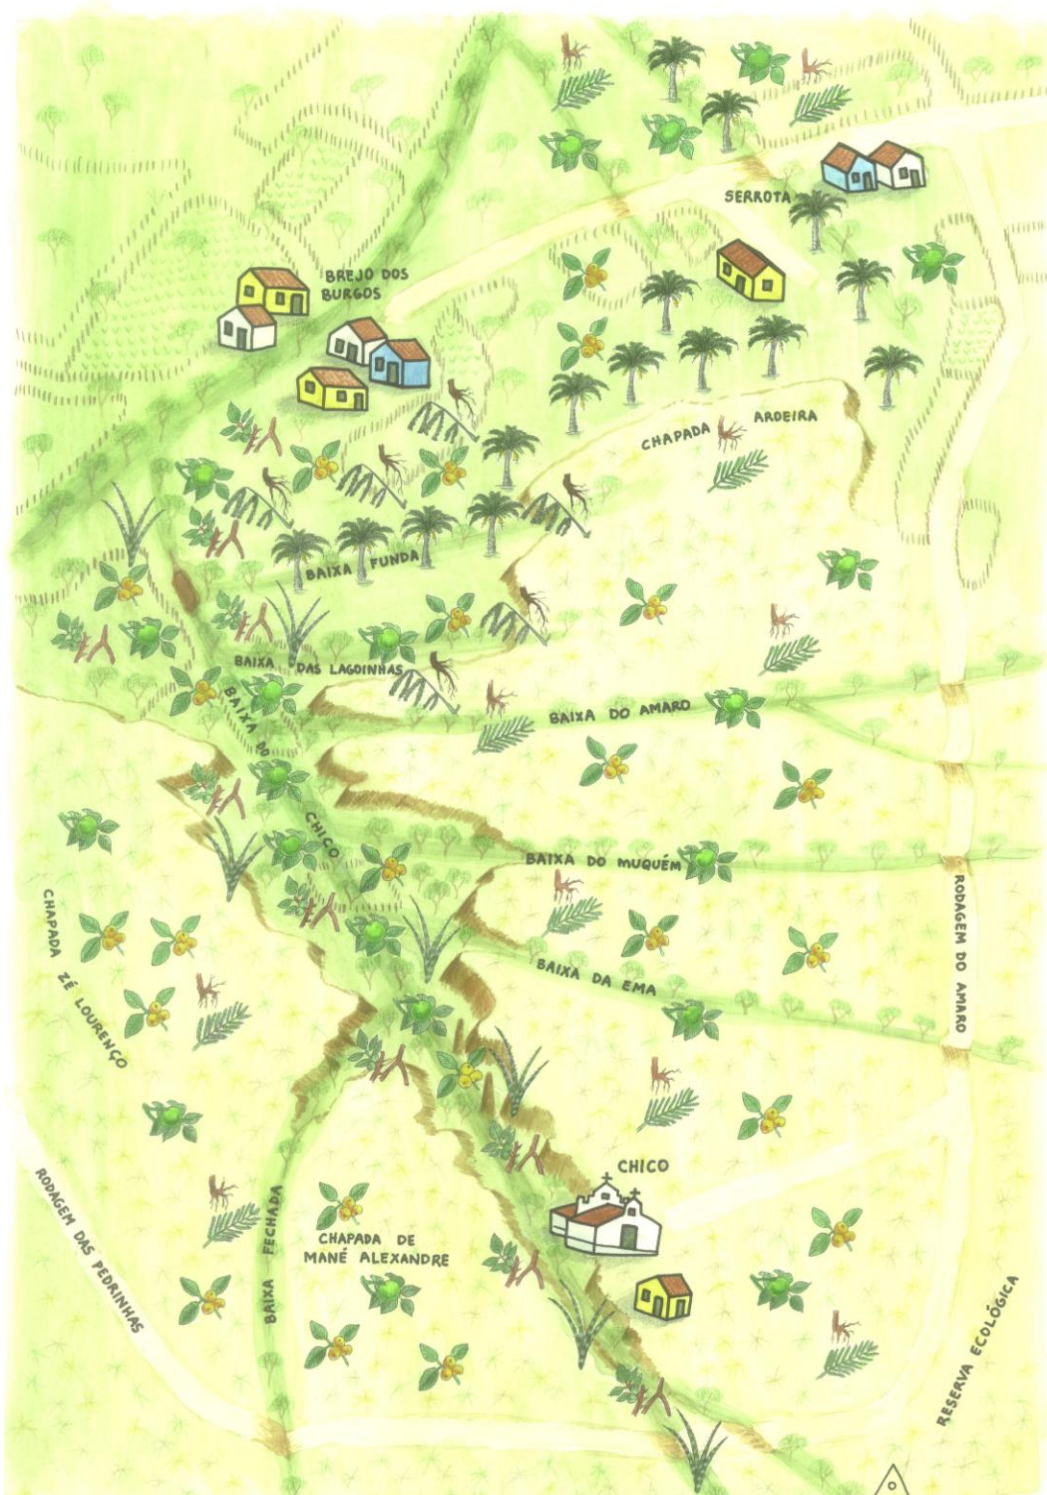 SERROTA
BREJO DOS
BURGOS
CHAPADA AROEIRA
BAIXA FUNDA
BAIXA DAS LAGOINHAS
BAIXA DO CHICO
BAIXA DO AMARO
BAIXA DO MUQUÉM
CHAPADA ZÉ LOURENÇO
RODAGEM DO AMARO
BAIXA DA EMA
CHICO
RODAGEM DAS PEDRINHAS
BAIXA FECHADA
CHAPADA DE
MANÉ ALEXANDRE
RESERVA ECOLÓGICA